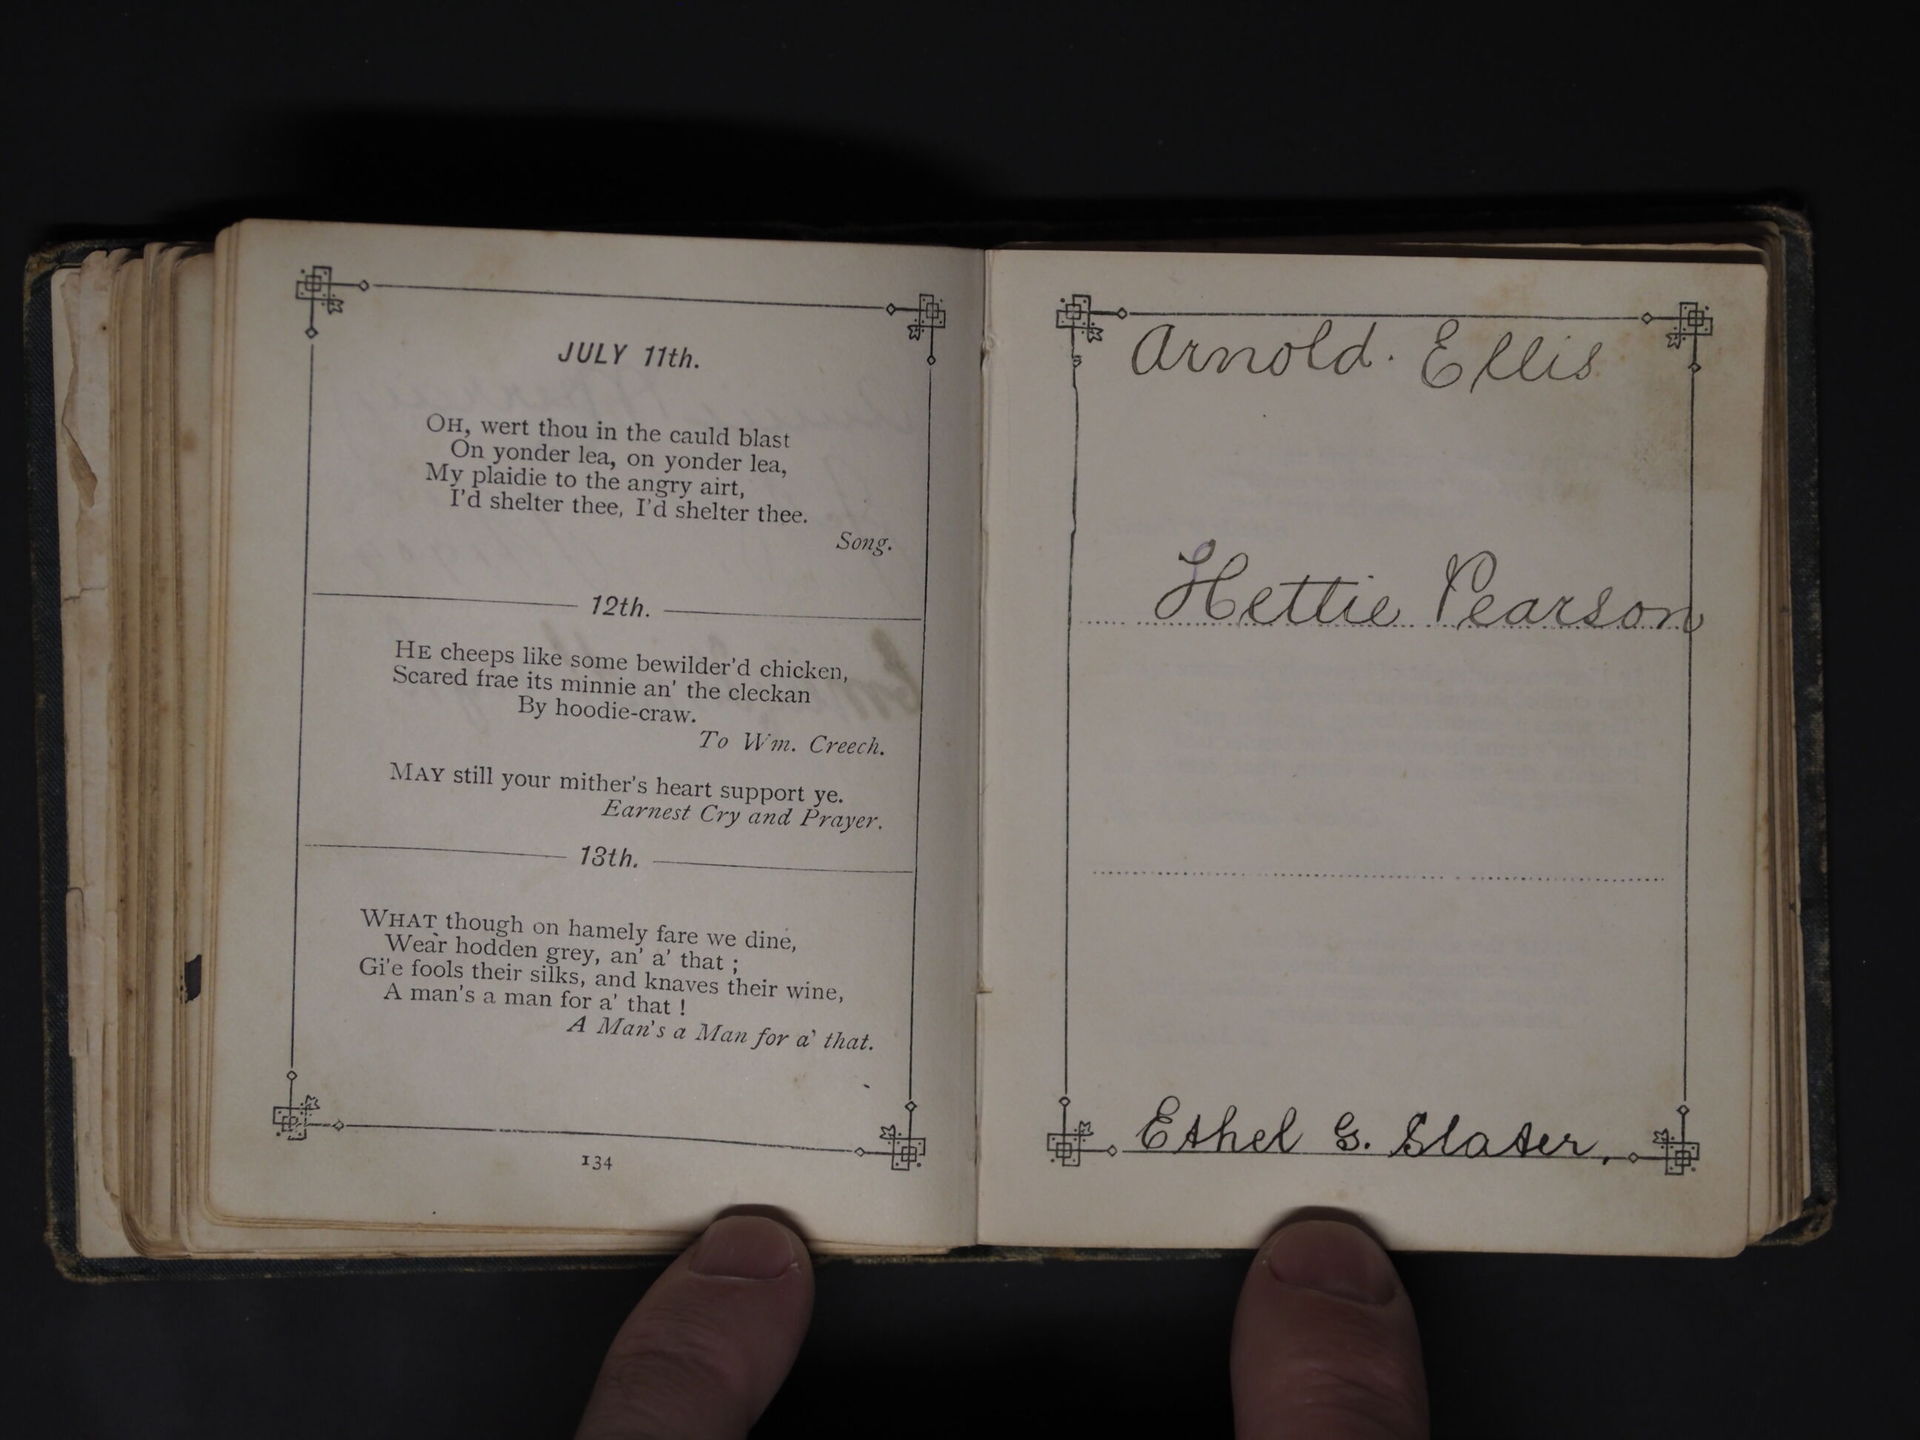 JULY 11th.
OH, wert thou in the cauld blast
On yonder lea, on yonder lea,
My plaidie to the angry airt,
I'd shelter thee, I'd shelter thee.
Song.
12th.
HE cheeps like some bewilder'd chicken,
Scared frae its minnie an' the cleckan
By hoodie-craw.
To Wm. Creech.
MAY still your mither's heart support ye.
Earnest Cry and Prayer.
13th.
WHAT though on hamely fare we dine,
Wear hodden grey, an' a' that ;
Gi'e fools their silks, and knaves their wine,
A man's a man for a' that !
A Man's a Man for a' that.
134
Arnold. Ellis
Hettie Pearson
Ethel G. Slater.